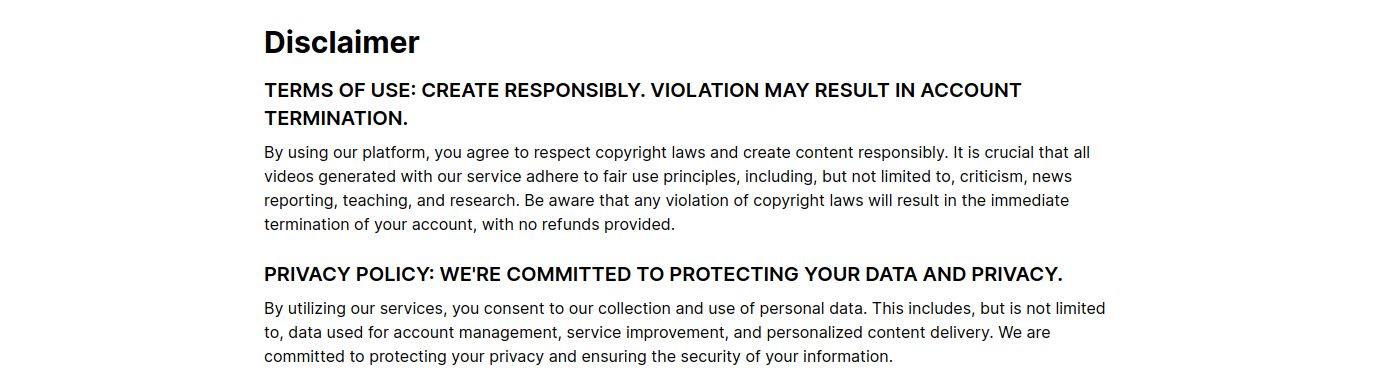 Disclaimer
TERMS OF USE: CREATE RESPONSIBLY. VIOLATION MAY RESULT IN ACCOUNT
TERMINATION.
By using our platform, you agree to respect copyright laws and create content responsibly. It is crucial that all
videos generated with our service adhere to fair use principles, including, but not limited to, criticism, news
reporting, teaching, and research. Be aware that any violation of copyright laws will result in the immediate
termination of your account, with no refunds provided.
PRIVACY POLICY: WE'RE COMMITTED TO PROTECTING YOUR DATA AND PRIVACY.
By utilizing our services, you consent to our collection and use of personal data. This includes, but is not limited
to, data used for account management, service improvement, and personalized content delivery. We are
committed to protecting your privacy and ensuring the security of your information.